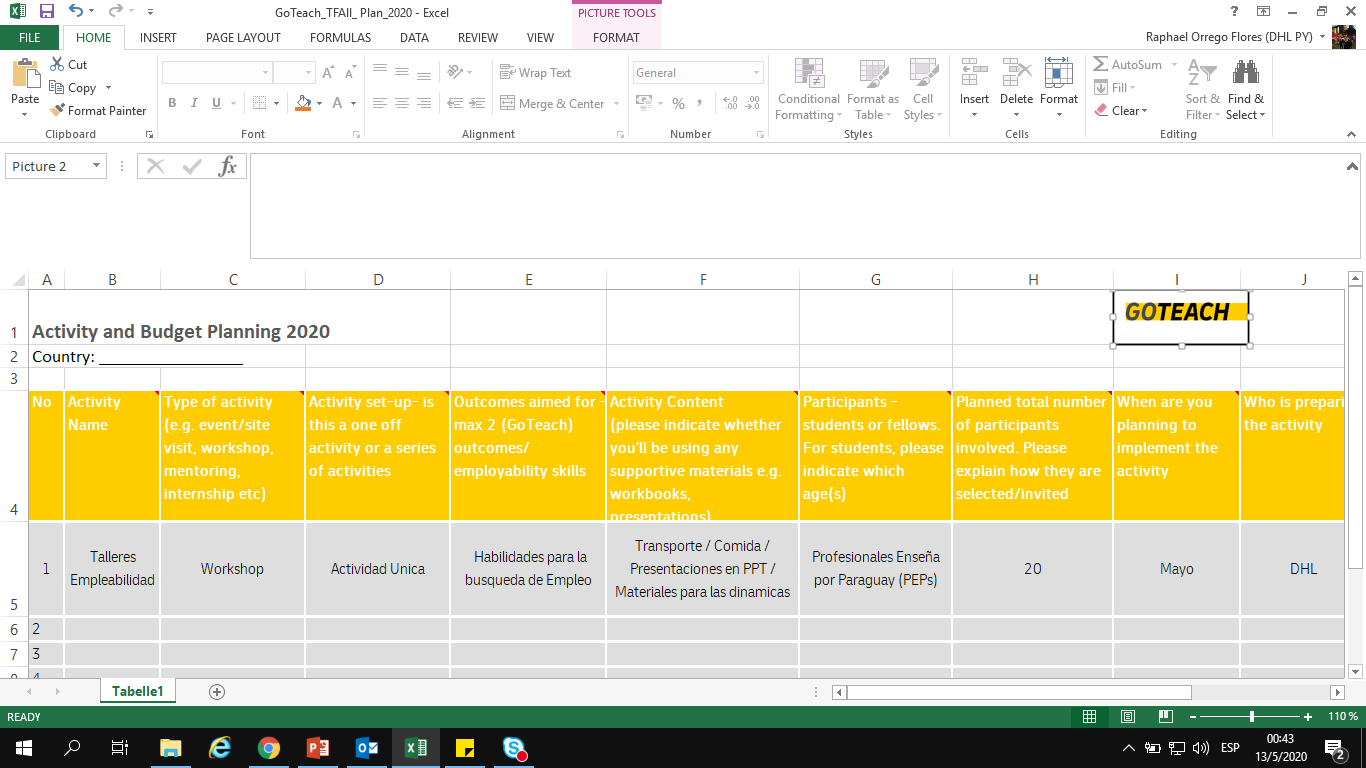 GoTeach_TFAll_ Plan_2020 - Excel
PICTURE TOOLS
?
FILE
HOME
INSERT
PAGE LAYOUT
FORMULAS
DATA
REVIEW
VIEW
FORMAT
Raphael Orrego Flores (DHL PY)
Paste
Cut
Copy
Format Painter
Clipboard
B I U
A
A A
Font
Wrap Text
Merge & Center
Alignment
General
%
Number
Conditional
Formatting
Format as
Table
Cell
Styles
Styles
Insert
Delete
Format
Cells
AutoSum
Fill
Clear
Sort &
Filter
Find &
Select
Editing
Picture 2
fx
A B C D E F G H I J
1
Activity and Budget Planning 2020
GOTEACH
2
Country: __________________
3
4
No
Activity
Name
Type of activity
(e.g. event/site
visit, workshop,
mentoring,
internship etc)
Activity set-up- is
this a one off
activity or a series
of activities
Outcomes aimed for -
max 2 (GoTeach)
outcomes/
employability skills
Activity Content
(please indicate whether
you'll be using any
supportive materials e.g.
workbooks,
presentations)
Participants -
students or fellows.
For students, please
indicate which
age(s)
Planned total number
of participants
involved. Please
explain how they are
selected/invited
When are you
planning to
implement the
activity
Who is prepari
the activity
5
1
Talleres
Empleabilidad
Workshop
Actividad Unica
Habilidades para la
busqueda de Empleo
Transporte / Comida /
Presentaciones en PPT /
Materiales para las dinamicas
Profesionales Enseña
por Paraguay (PEPs)
20
Mayo
DHL
6
2
7
3
Tabelle1
READY
110 %
ESP
00:43
13/5/2020
2